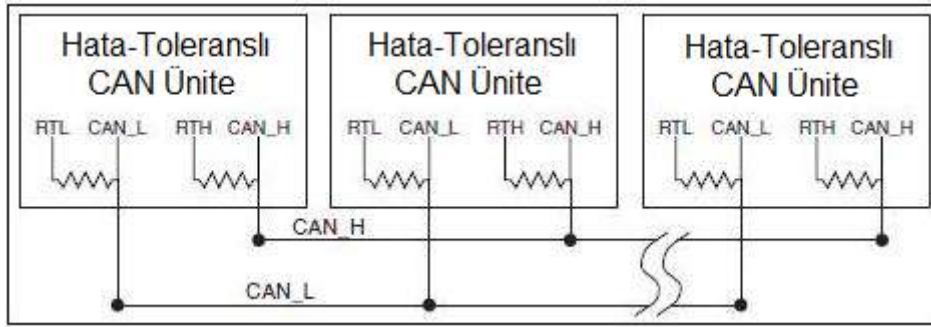 Hata-Toleranslı
CAN Ünite
RTL CAN_L RTH CAN_H
Hata-Toleranslı
CAN Ünite
RTL CAN_L RTH CAN_H
Hata-Toleranslı
CAN Ünite
RTL CAN_L RTH CAN_H
CAN_H
CAN_L